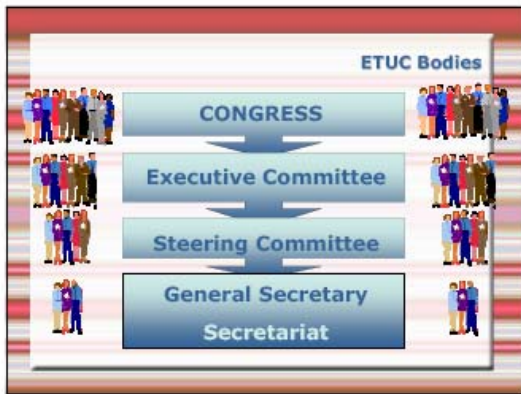 ETUC Bodies
CONGRESS
Executive Committee
Steering Committee
General Secretary
Secretariat